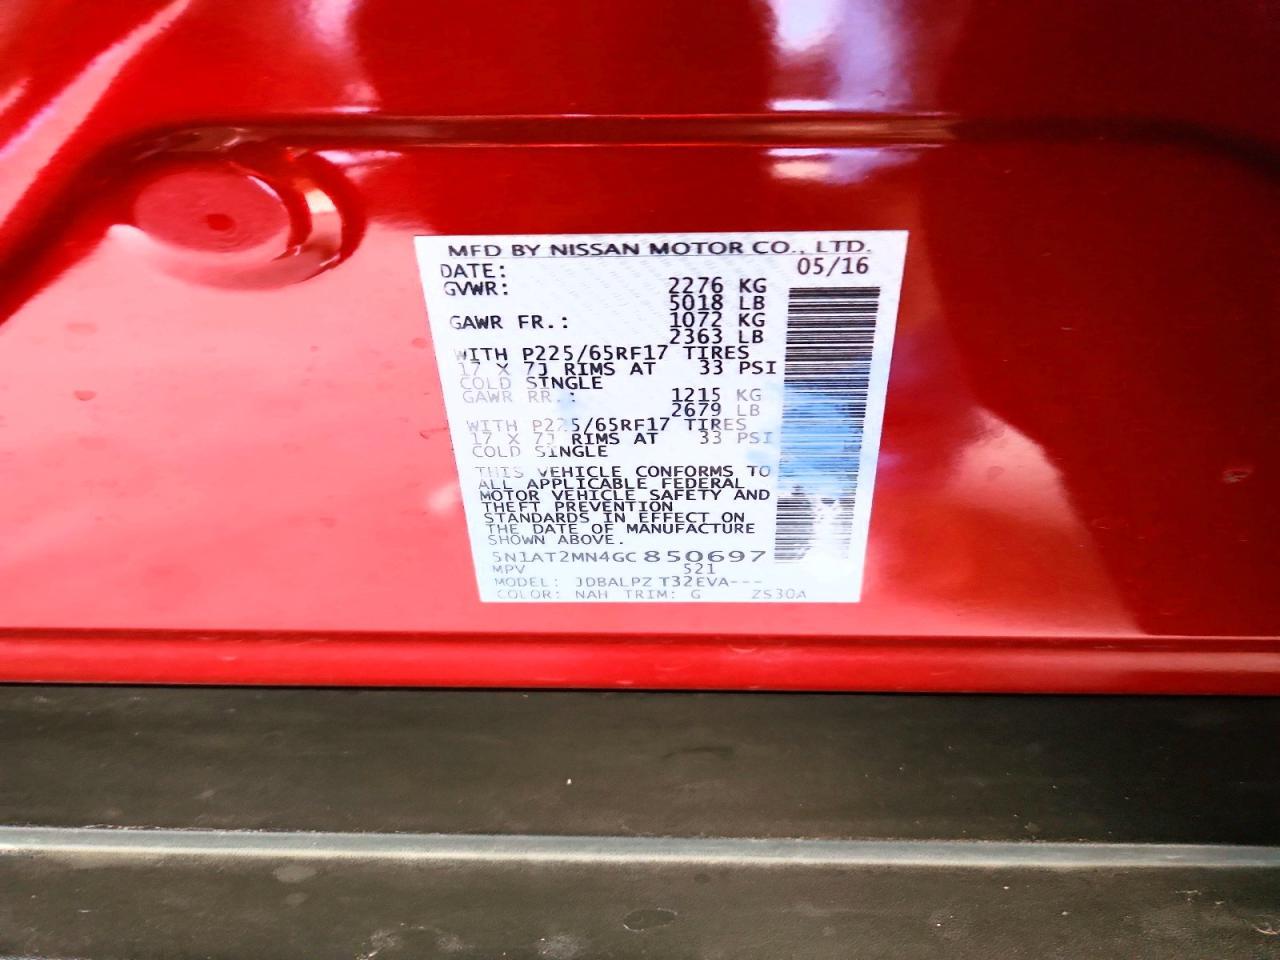 MFD BY NISSAN MOTOR CO., LTD.
DATE: 05/16
GVWR: 2276 KG
5018 LB
GAWR FR.: 1072 KG
2363 LB
WITH P225/65RF17 TIRES
17 X 7J RIMS AT 33 PSI
COLD SINGLE
GAWR RR.: 1215 KG
2679 LB
WITH P225/65RF17 TIRES
17 X 7J RIMS AT 33 PSI
COLD SINGLE
THIS VEHICLE CONFORMS TO
ALL APPLICABLE FEDERAL
MOTOR VEHICLE SAFETY AND
THEFT PREVENTION
STANDARDS IN EFFECT ON
THE DATE OF MANUFACTURE
SHOWN ABOVE.
5N1AT2MN4GC850697
MPV 521
MODEL: JDBALPZ T32EVA---
COLOR: NAH TRIM: G ZS30A